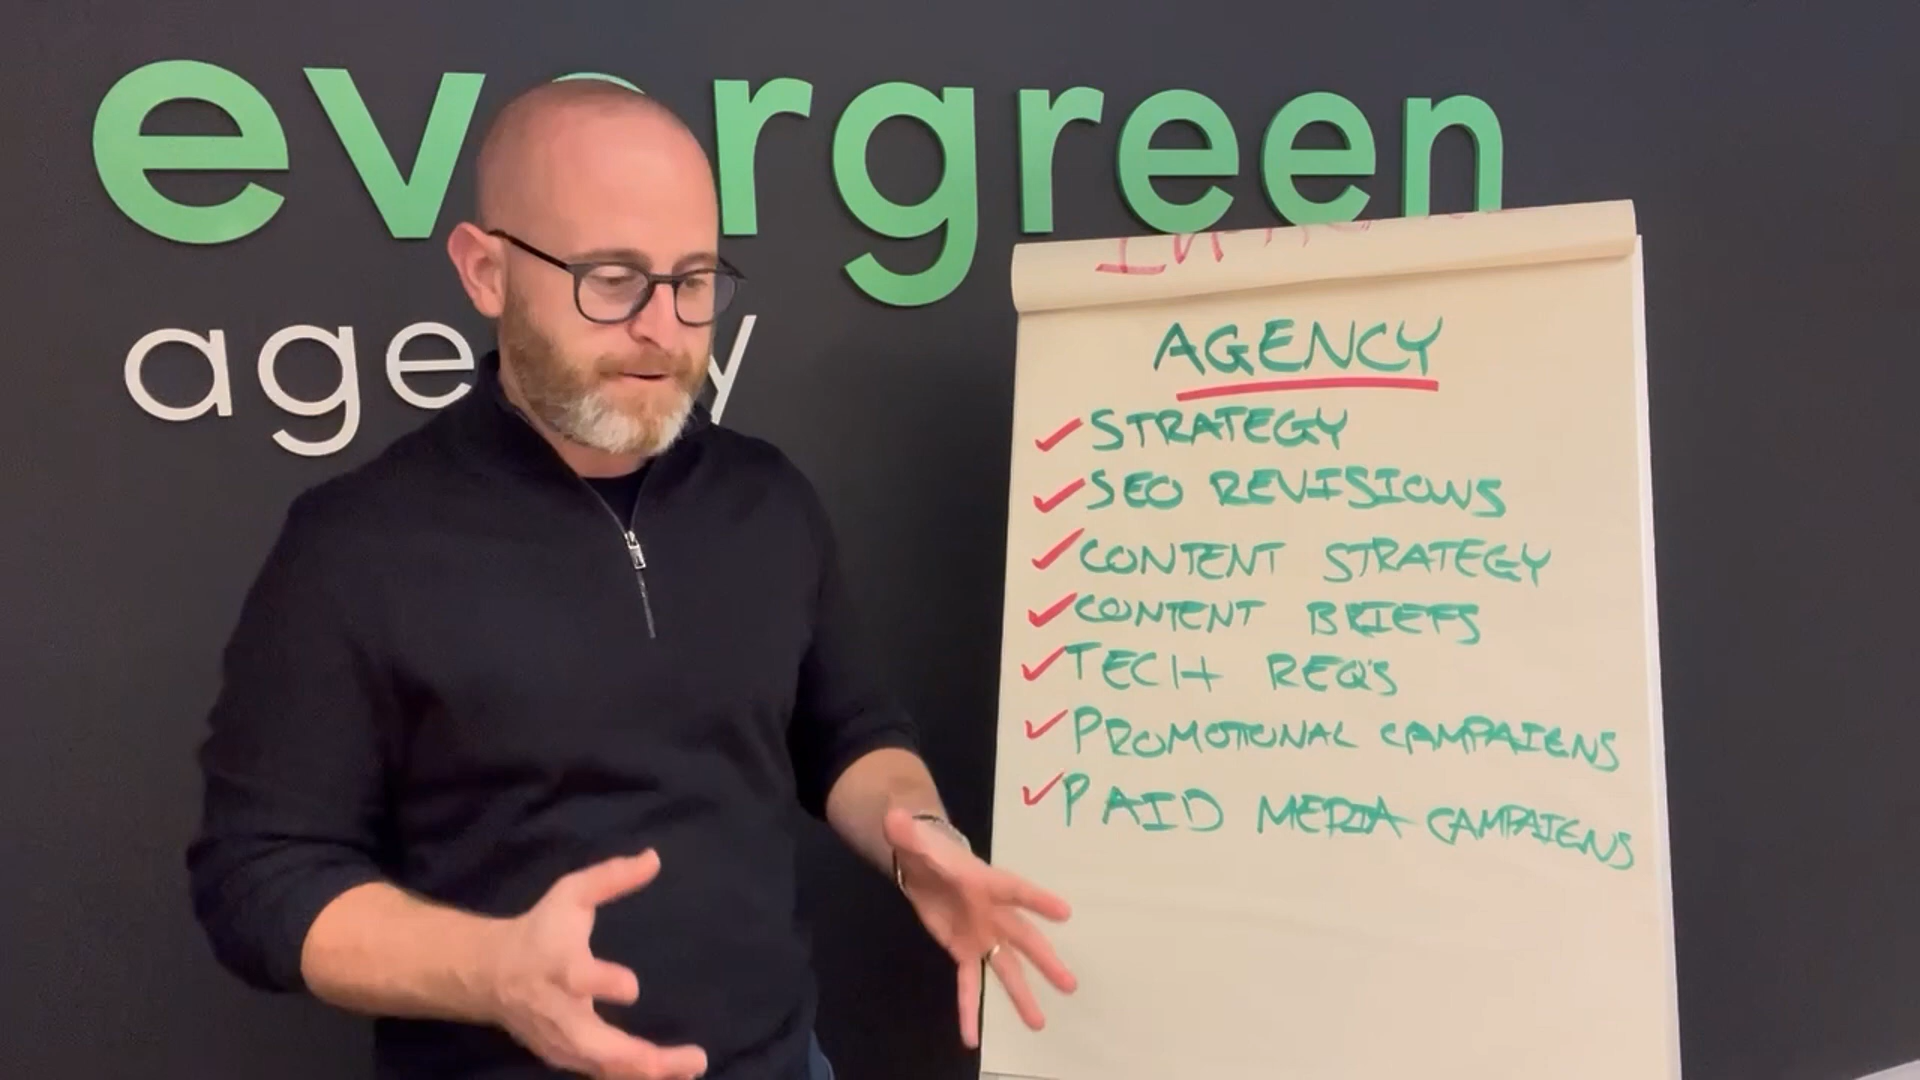 evergreen
agency
AGENCY
✓ STRATEGY
✓ SEO REVISIONS
✓ CONTENT STRATEGY
✓ CONTENT BRIEFS
✓ TECH REQ'S
✓ PROMOTIONAL CAMPAIGNS
✓ PAID MEDIA CAMPAIGNS